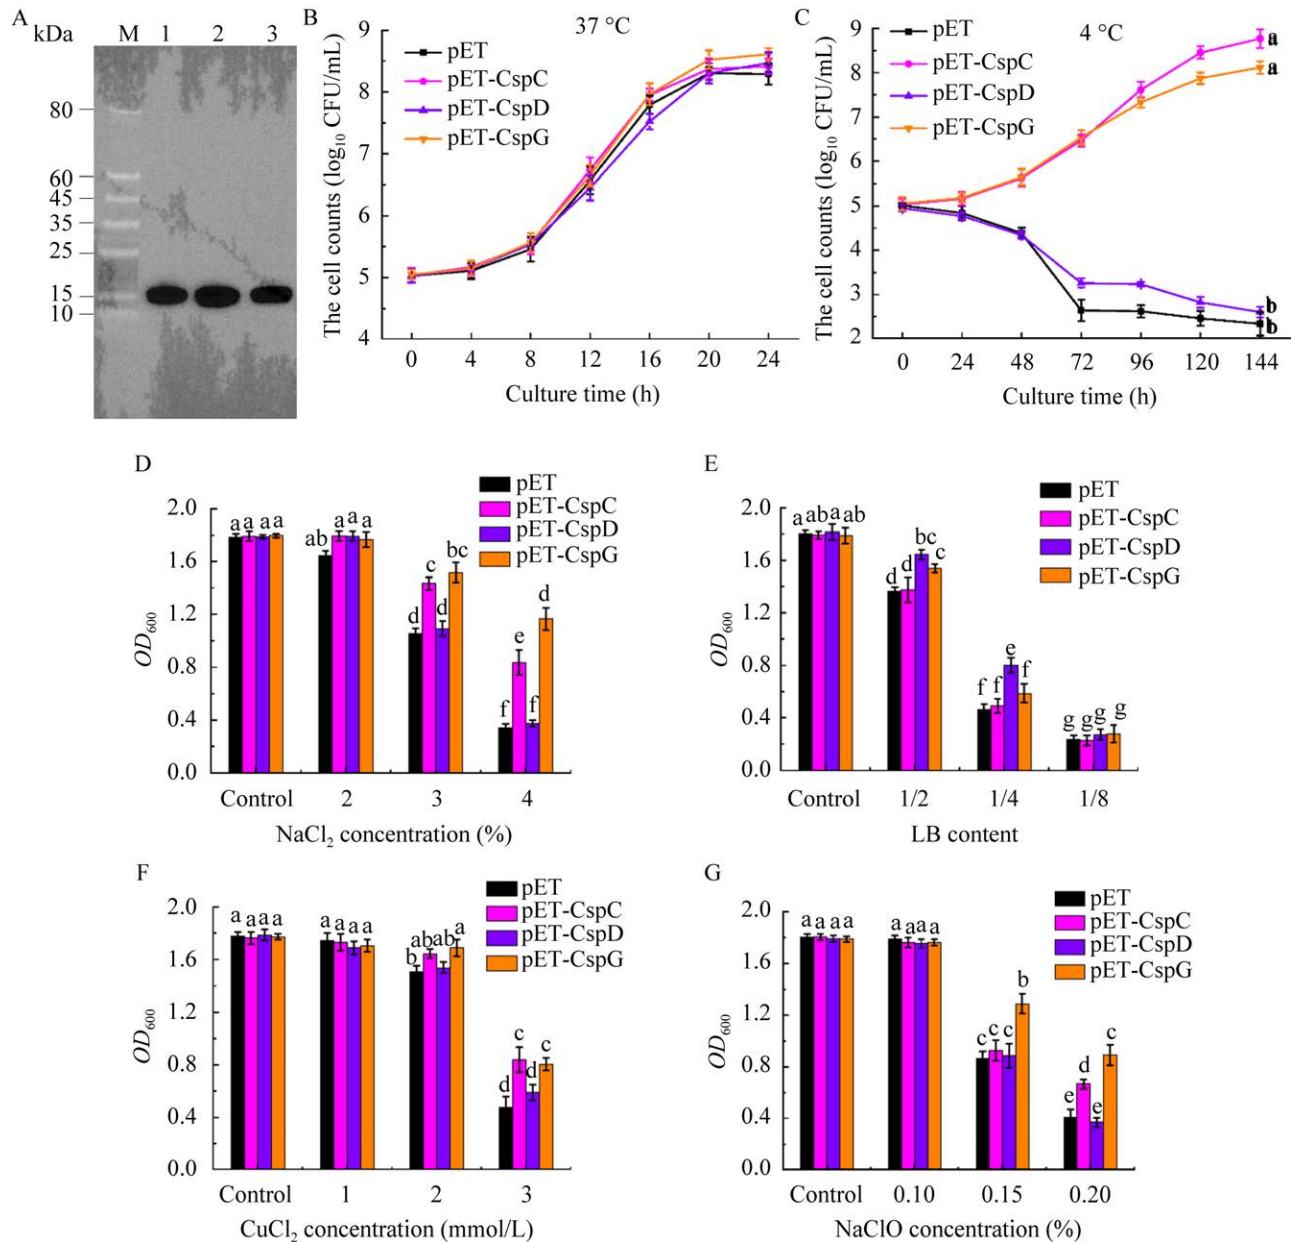 A
kDa M 1 2 3
80
60
45
35
25
15
10
B
37 °C
pET
pET-CspC
pET-CspD
pET-CspG
The cell counts (log10 CFU/mL)
9
8
7
6
5
4
0 4 8 12 16 20 24
Culture time (h)
C
4 °C
pET
pET-CspC
pET-CspD
pET-CspG
The cell counts (log10 CFU/mL)
9
8
7
6
5
4
3
2
a
a
b
b
0 24 48 72 96 120 144
Culture time (h)
D
pET
pET-CspC
pET-CspD
pET-CspG
OD600
2.0
1.6
1.2
0.8
0.4
0.0
a a a a
ab a a a
d c d bc
f e f d
Control 2 3 4
NaCl2 concentration (%)
E
pET
pET-CspC
pET-CspD
pET-CspG
OD600
2.0
1.6
1.2
0.8
0.4
0.0
a ab a ab
d d bc c
f f e f
g g g g
Control 1/2 1/4 1/8
LB content
F
pET
pET-CspC
pET-CspD
pET-CspG
OD600
2.0
1.6
1.2
0.8
0.4
0.0
a a a a
a a a a
b ab ab a
d c d c
Control 1 2 3
CuCl2 concentration (mmol/L)
G
pET
pET-CspC
pET-CspD
pET-CspG
OD600
2.0
1.6
1.2
0.8
0.4
0.0
a a a a
a a a a
c c c b
e d e c
Control 0.10 0.15 0.20
NaClO concentration (%)